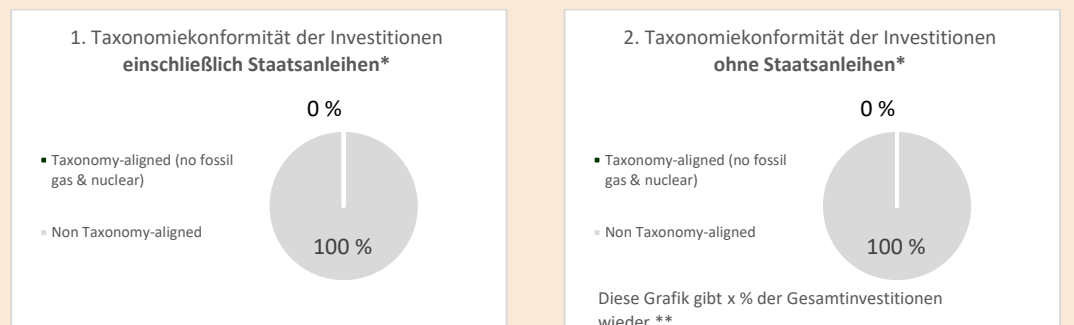 1. Taxonomiekonformität der Investitionen
einschließlich Staatsanleihen*
0 %
Taxonomy-aligned (no fossil
gas & nuclear)
Non Taxonomy-aligned
100 %
2. Taxonomiekonformität der Investitionen
ohne Staatsanleihen*
0 %
Taxonomy-aligned (no fossil
gas & nuclear)
Non Taxonomy-aligned
100 %
Diese Grafik gibt x % der Gesamtinvestitionen
wieder.**